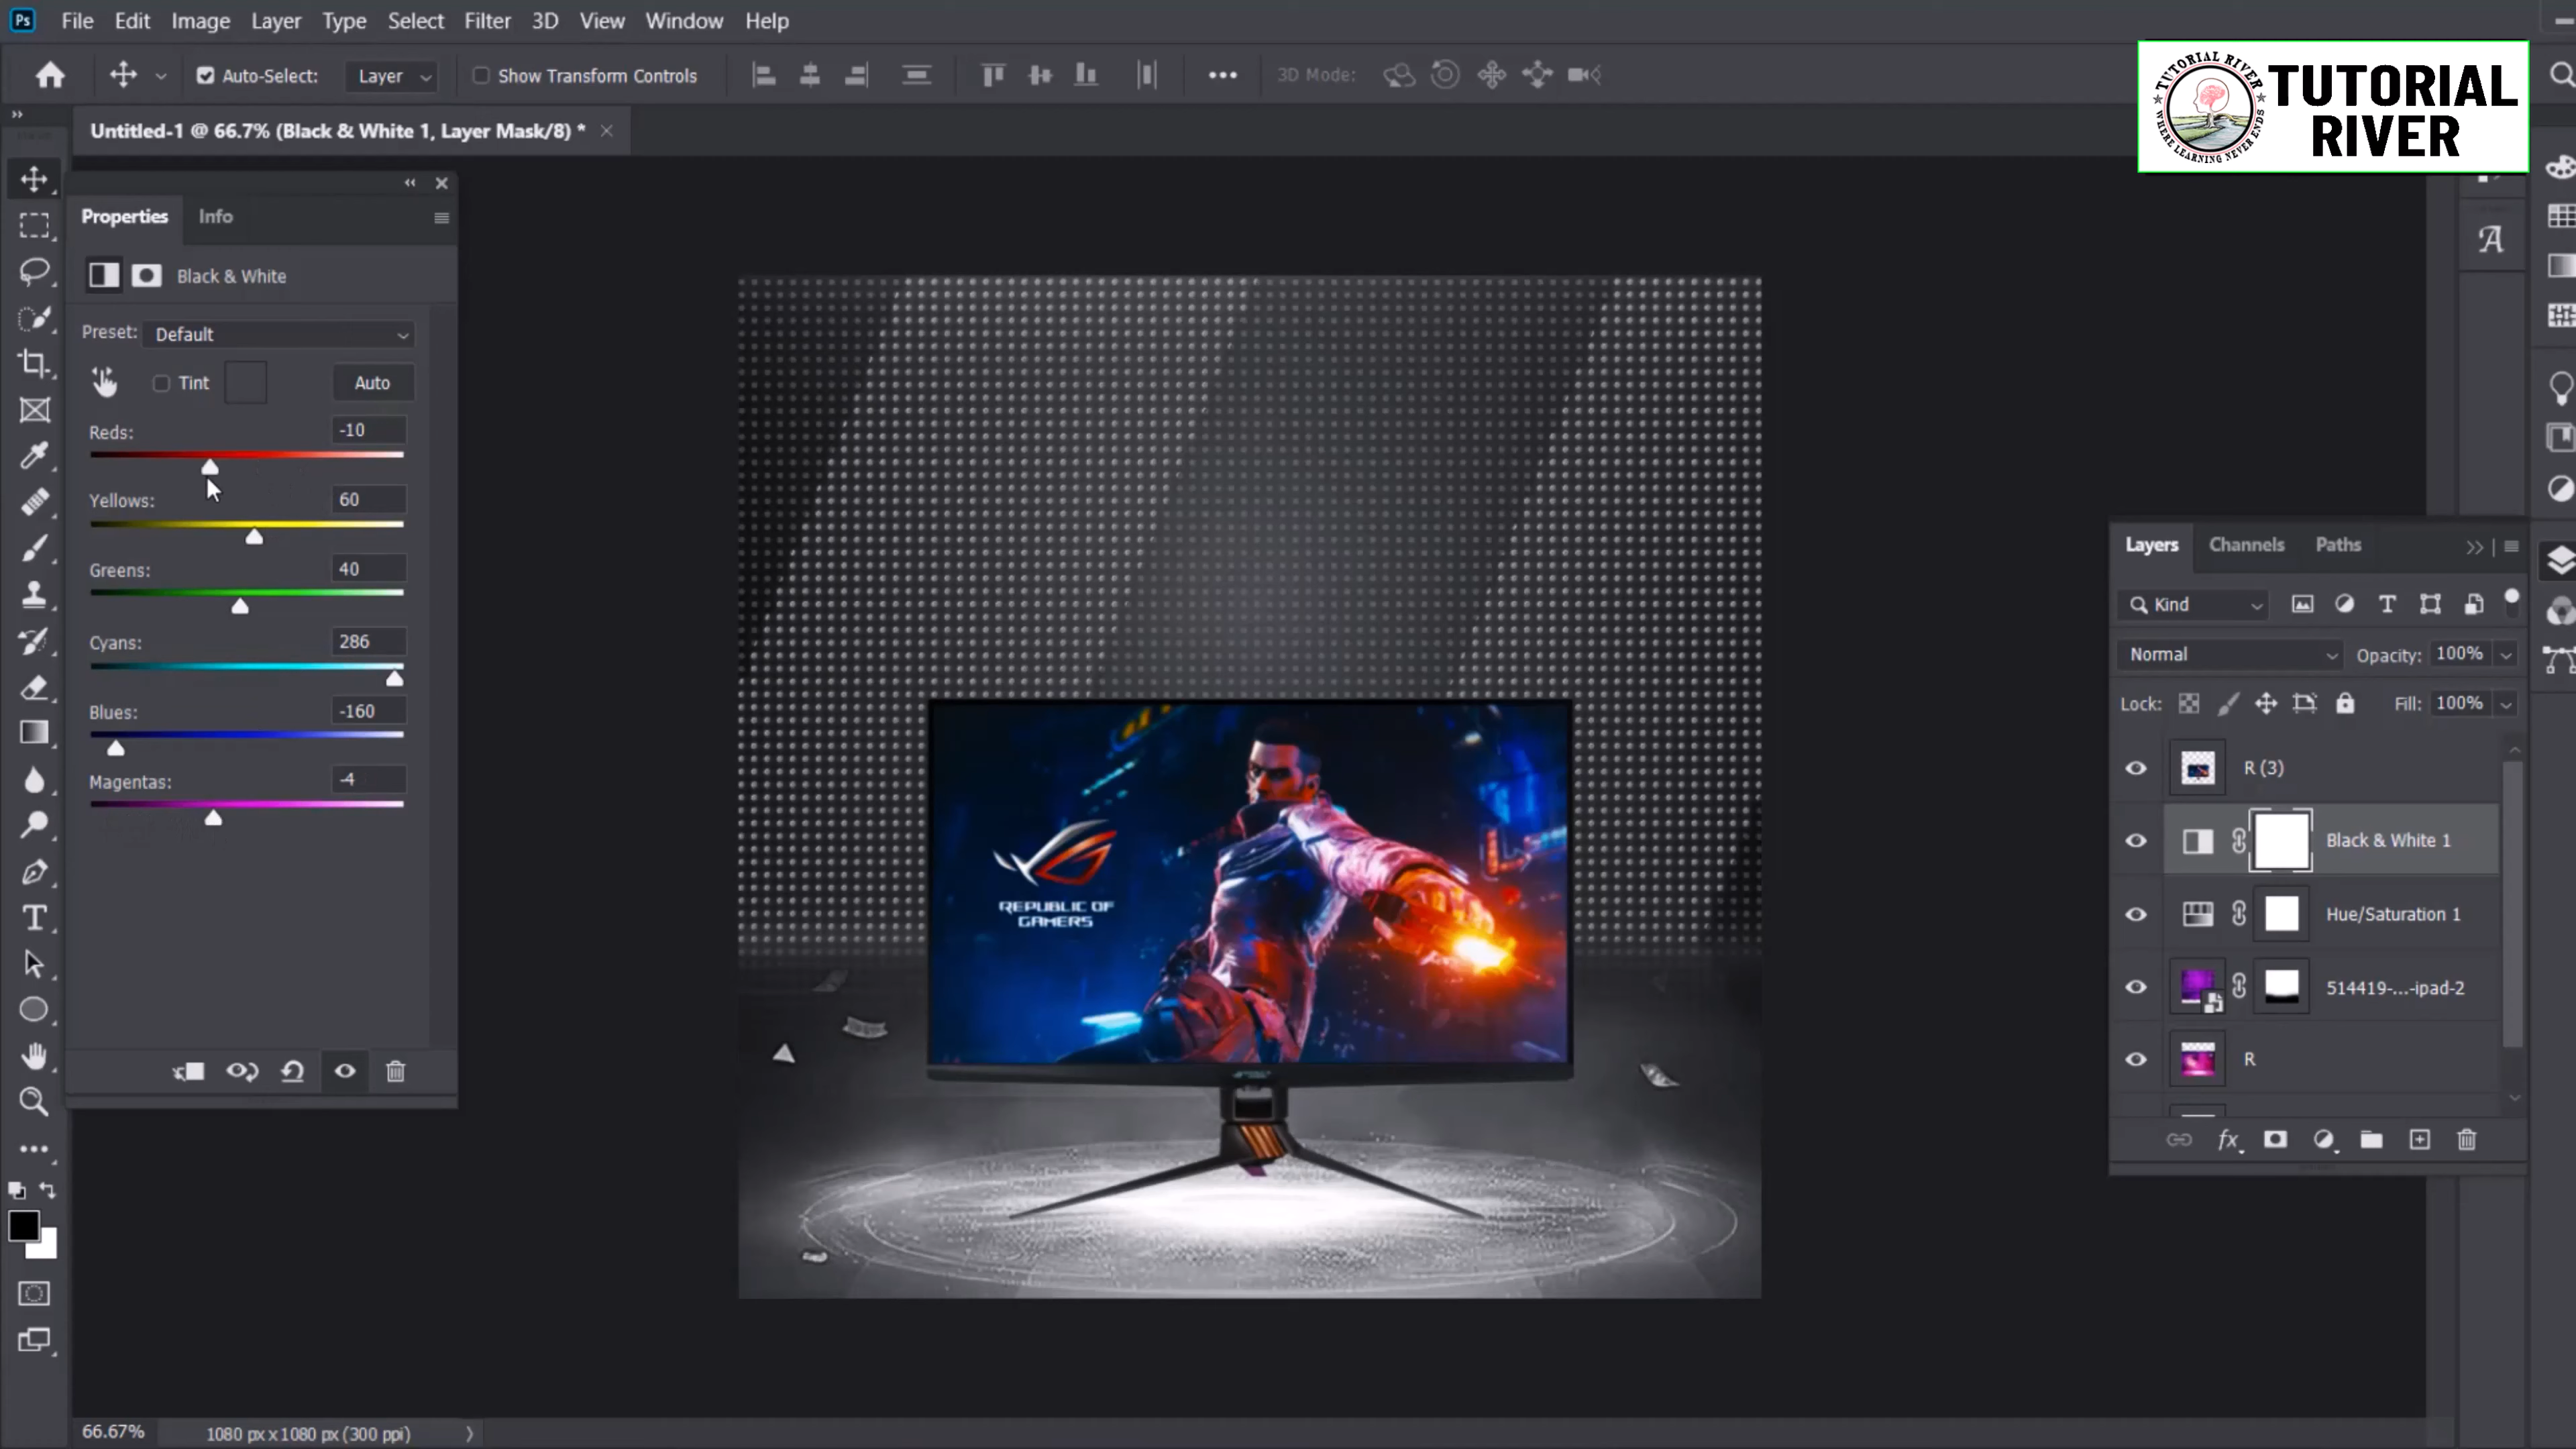 Ps File Edit Image Layer Type Select Filter 3D View Window Help
Auto-Select: Layer Show Transform Controls 3D Mode:
TUTORIAL RIVER
WHERE LEARNING NEVER ENDS
TUTORIAL
RIVER
Untitled-1 @ 66.7% (Black & White 1, Layer Mask/8) *
Properties Info
Black & White
Preset: Default
Tint Auto
Reds: -10
Yellows: 60
Greens: 40
Cyans: 286
Blues: -160
Magentas: -4
REPUBLIC OF
GAMERS
Layers Channels Paths
Kind
Normal Opacity: 100%
Lock: Fill: 100%
R (3)
Black & White 1
Hue/Saturation 1
514419-...-ipad-2
R
fx
66.67% 1080 px x 1080 px (300 ppi)